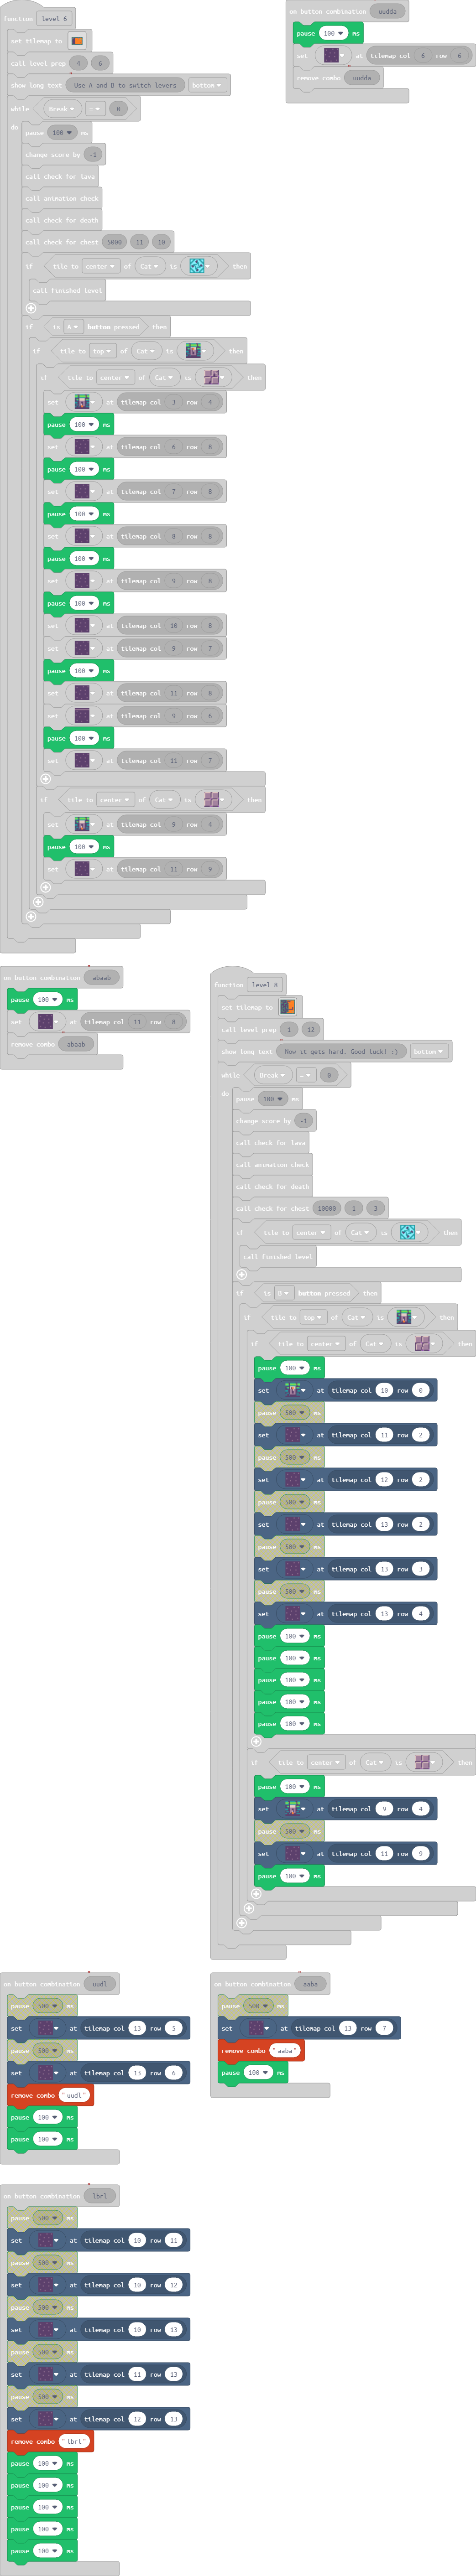 function level 6
set tilemap to
call level prep 4 6
show long text Use A and B to switch levers bottom
while Break = 0
do
pause 100 ms
change score by -1
call check for lava
call animation check
call check for death
call check for chest 5000 11 10
if tile to center of Cat is then
call finished level
if is A button pressed then
if tile to top of Cat is then
if tile to center of Cat is then
set at tilemap col 3 row 4
pause 100 ms
set at tilemap col 6 row 8
pause 100 ms
set at tilemap col 7 row 8
pause 100 ms
set at tilemap col 8 row 8
pause 100 ms
set at tilemap col 9 row 8
pause 100 ms
set at tilemap col 10 row 8
set at tilemap col 9 row 7
pause 100 ms
set at tilemap col 11 row 8
set at tilemap col 9 row 6
pause 100 ms
set at tilemap col 11 row 7
if tile to center of Cat is then
set at tilemap col 9 row 4
pause 100 ms
set at tilemap col 11 row 9
on button combination uudda
pause 100 ms
set at tilemap col 6 row 6
remove combo uudda
on button combination abaab
pause 100 ms
set at tilemap col 11 row 8
remove combo abaab
function level 8
set tilemap to
call level prep 1 12
show long text Now it gets hard. Good luck! :) bottom
while Break = 0
do
pause 100 ms
change score by -1
call check for lava
call animation check
call check for death
call check for chest 10000 1 3
if tile to center of Cat is then
call finished level
if is B button pressed then
if tile to top of Cat is then
if tile to center of Cat is then
pause 100 ms
set at tilemap col 10 row 8
pause 500 ms
set at tilemap col 11 row 2
pause 500 ms
set at tilemap col 12 row 2
pause 500 ms
set at tilemap col 13 row 2
pause 500 ms
set at tilemap col 13 row 3
pause 500 ms
set at tilemap col 13 row 4
pause 100 ms
pause 100 ms
pause 100 ms
pause 100 ms
pause 100 ms
if tile to center of Cat is then
pause 100 ms
set at tilemap col 9 row 4
pause 500 ms
set at tilemap col 11 row 9
pause 100 ms
on button combination uudl
pause 500 ms
set at tilemap col 13 row 5
pause 500 ms
set at tilemap col 13 row 6
remove combo "uudl"
pause 100 ms
pause 100 ms
on button combination aaba
pause 500 ms
set at tilemap col 13 row 7
remove combo "aaba"
pause 100 ms
on button combination lbrl
pause 500 ms
set at tilemap col 10 row 11
pause 500 ms
set at tilemap col 10 row 12
pause 500 ms
set at tilemap col 10 row 13
pause 500 ms
set at tilemap col 11 row 13
pause 500 ms
set at tilemap col 12 row 13
remove combo "lbrl"
pause 100 ms
pause 100 ms
pause 100 ms
pause 100 ms
pause 100 ms